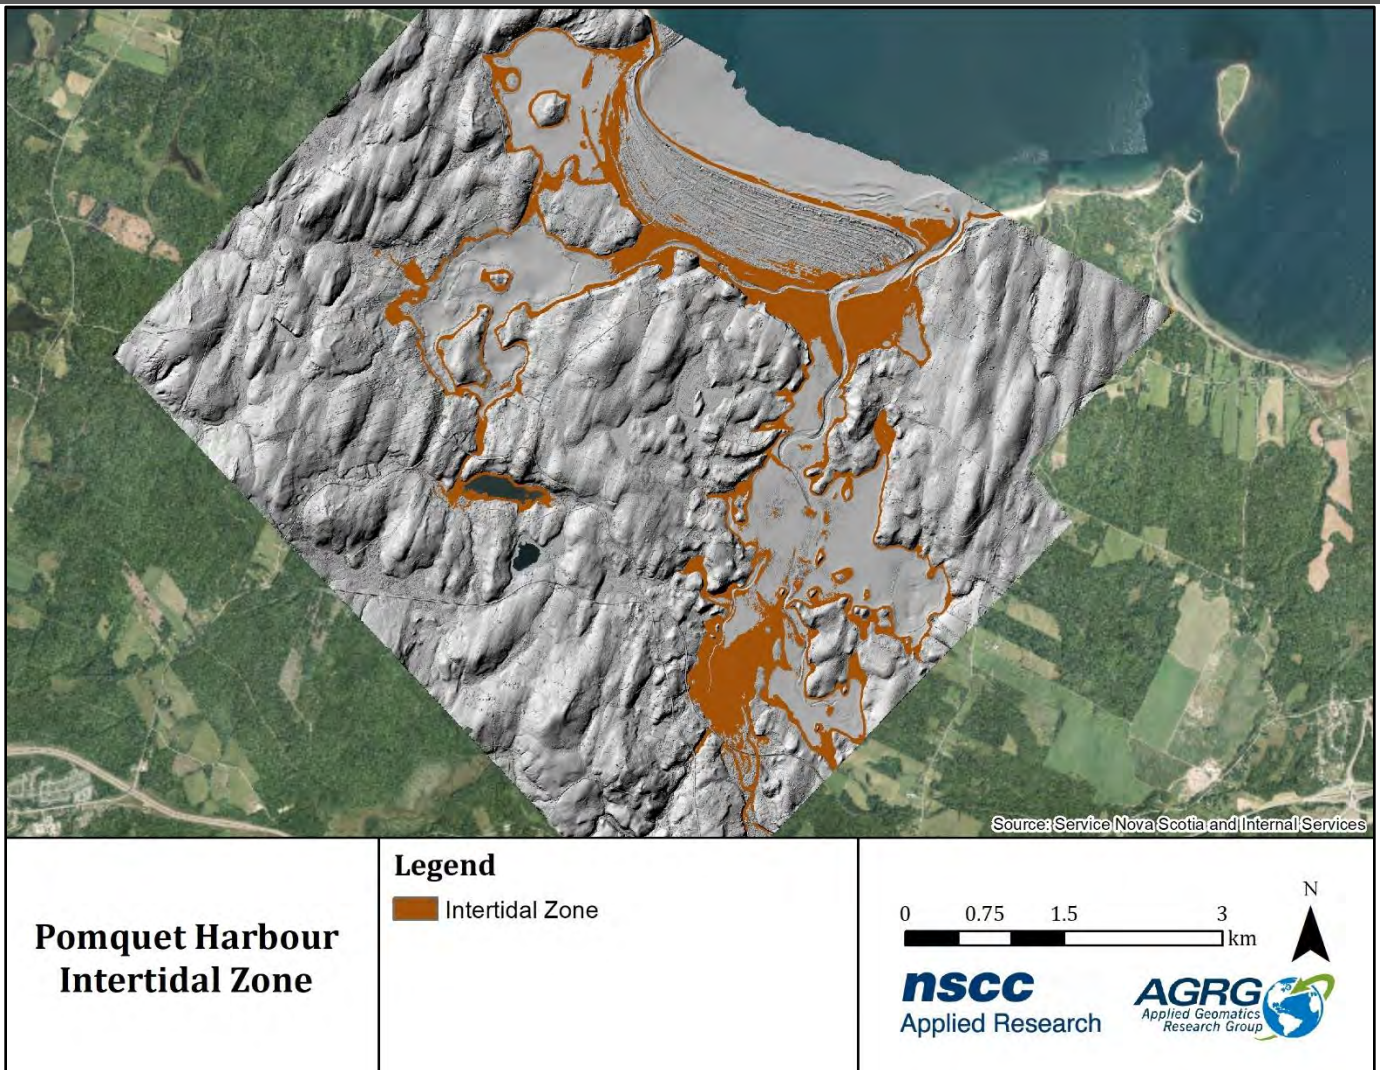 Source: Service Nova Scotia and Internal Services
Pomquet Harbour
Intertidal Zone
Legend
Intertidal Zone
0 0.75 1.5 3
km
N
nscc
Applied Research
AGRG
Applied Geomatics
Research Group